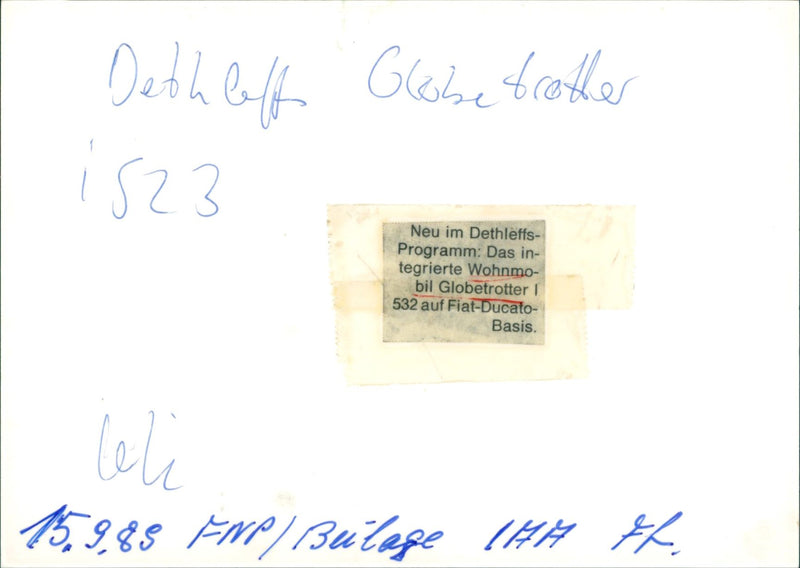 Dethleffs Globetrotter
i 523
Neu im Dethleffs-
Programm: Das in-
tegrierte Wohnmo-
bil Globetrotter I
532 auf Fiat-Ducato-
Basis.
15.9.89 FNP/Beilage IAA Ff.